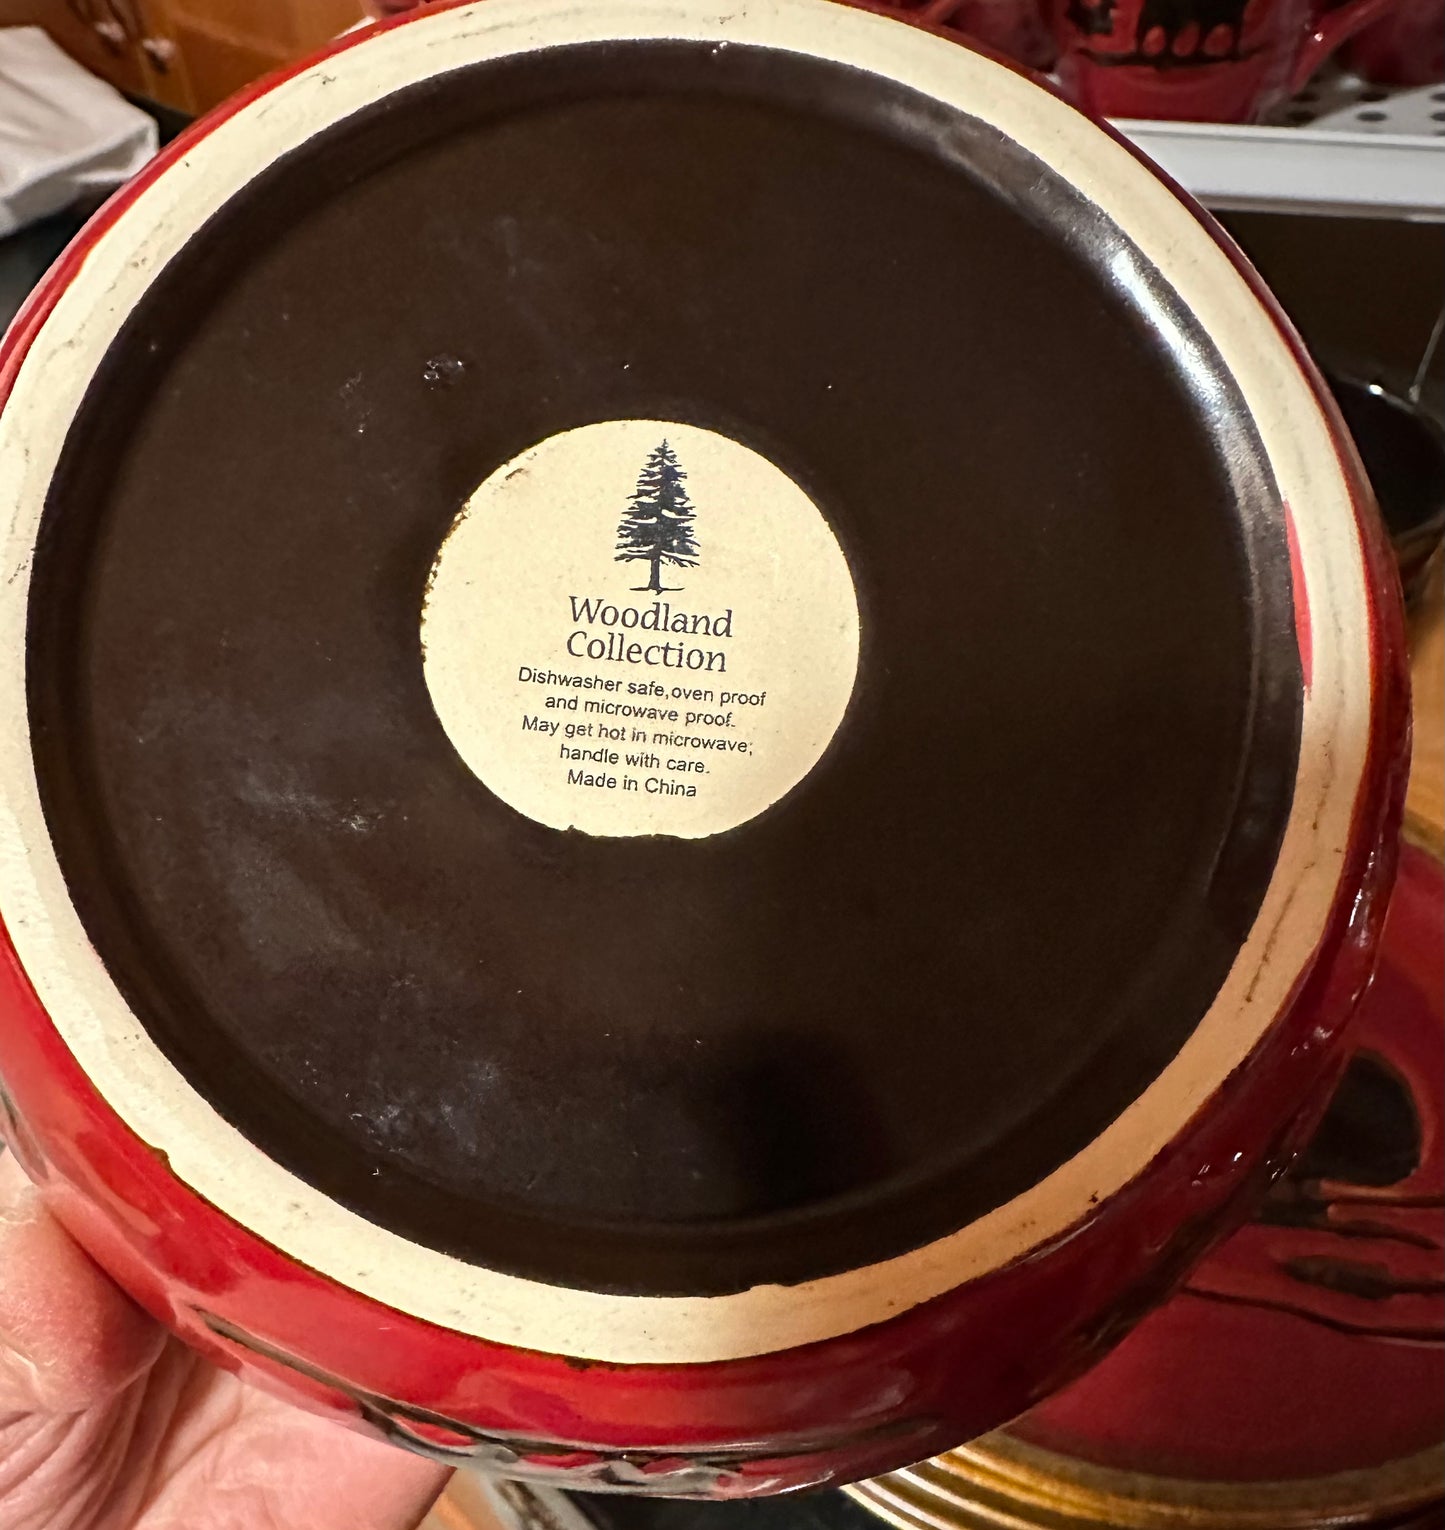 Woodland
Collection
Dishwasher safe,oven proof
and microwave proof.
May get hot in microwave;
handle with care.
Made in China